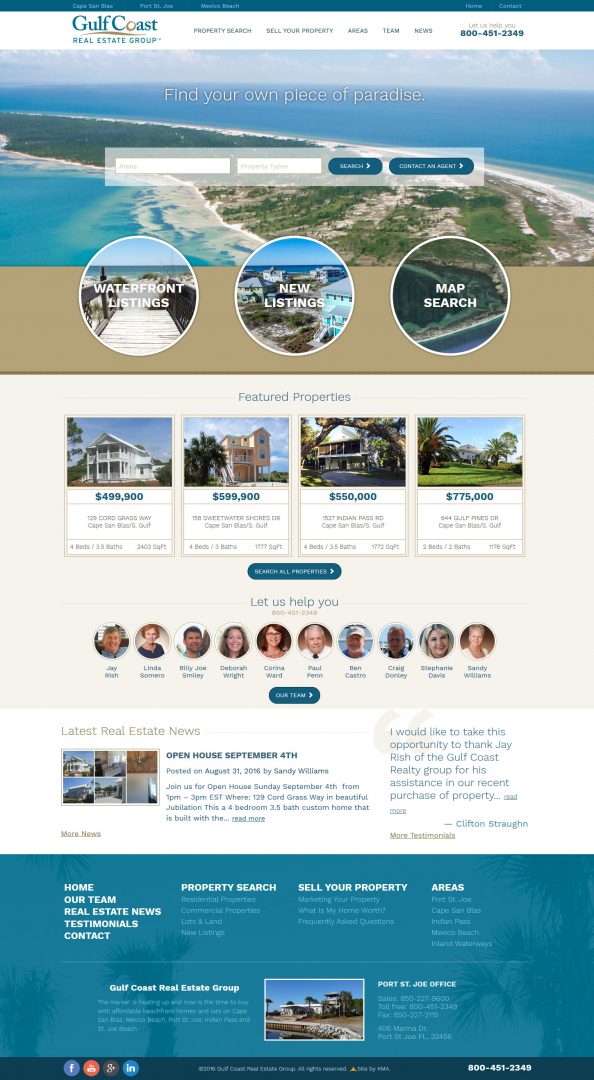 Cape San Blas Port St. Joe Mexico Beach Home Contact
Gulf Coast
REAL ESTATE GROUP
PROPERTY SEARCH SELL YOUR PROPERTY AREAS TEAM NEWS
Let us help you
800-451-2349
Find your own piece of paradise.
Areas Property Types SEARCH CONTACT AN AGENT
WATERFRONT
LISTINGS
NEW
LISTINGS
MAP
SEARCH
Featured Properties
$499,900 $599,900 $550,000 $775,000
129 CORD GRASS WAY 158 SWEETWATER SHORES DR 1527 INDIAN PASS RD 644 GULF PINES DR
Cape San Blas/S. Gulf Cape San Blas/S. Gulf Cape San Blas/S. Gulf Cape San Blas/S. Gulf
4 Beds / 3.5 Baths 2403 SqFt 4 Beds / 3 Baths 1777 SqFt 4 Beds / 3.5 Baths 1772 SqFt 2 Beds / 2 Baths 1176 SqFt
SEARCH ALL PROPERTIES
Let us help you
800-451-2349
Jay Linda Billy Joe Deborah Corina Paul Ben Craig Stephanie Sandy
Rish Somero Smiley Wright Ward Penn Castro Donley Davis Williams
OUR TEAM
Latest Real Estate News
OPEN HOUSE SEPTEMBER 4TH
Posted on August 31, 2016 by Sandy Williams
Join us for Open House Sunday September 4th from
1pm – 3pm EST Where: 129 Cord Grass Way in beautiful
Jubilation This a 4 bedroom 3.5 bath custom home that
is built with the... read more
More News
“
I would like to take this
opportunity to thank Jay
Rish of the Gulf Coast
Realty group for his
assistance in our recent
purchase of property... read
more
— Clifton Straughn
More Testimonials
HOME
OUR TEAM
REAL ESTATE NEWS
TESTIMONIALS
CONTACT
PROPERTY SEARCH
Residential Properties
Commercial Properties
Lots & Land
New Listings
SELL YOUR PROPERTY
Marketing Your Property
What Is My Home Worth?
Frequently Asked Questions
AREAS
Port St. Joe
Cape San Blas
Indian Pass
Mexico Beach
Inland Waterways
Gulf Coast Real Estate Group
The market is heating up and now is the time to buy
with affordable beachfront homes and lots on Cape
San Blas, Mexico Beach, Port St. Joe, Indian Pass and
St. Joe Beach.
PORT ST. JOE OFFICE
Sales: 850-227-9600
Toll free: 800-451-2349
Fax: 850-227-2115
406 Marina Dr.
Port St Joe FL, 32456
©2016 Gulf Coast Real Estate Group. All rights reserved. Site by KMA. 800-451-2349